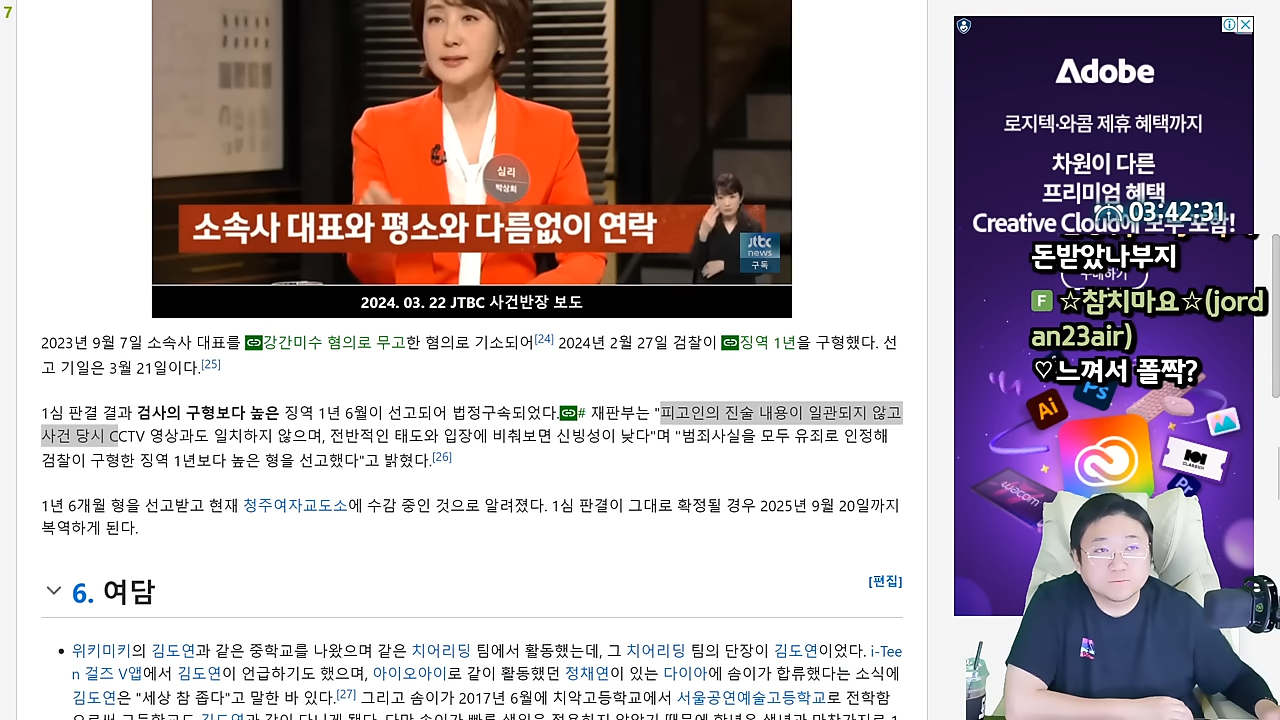 7
심리
박상희
소속사 대표와 평소와 다름없이 연락
jtbc
news
구독
2024. 03. 22 JTBC 사건반장 보도
2023년 9월 7일 소속사 대표를 강간미수 혐의로 무고한 혐의로 기소되어[24] 2024년 2월 27일 검찰이 징역 1년을 구형했다. 선
고 기일은 3월 21일이다.[25]
1심 판결 결과 검사의 구형보다 높은 징역 1년 6월이 선고되어 법정구속되었다.# 재판부는 "피고인의 진술 내용이 일관되지 않고
사건 당시 CCTV 영상과도 일치하지 않으며, 전반적인 태도와 입장에 비춰보면 신빙성이 낮다"며 "범죄사실을 모두 유죄로 인정해
검찰이 구형한 징역 1년보다 높은 형을 선고했다"고 밝혔다.[26]
1년 6개월 형을 선고받고 현재 청주여자교도소에 수감 중인 것으로 알려졌다. 1심 판결이 그대로 확정될 경우 2025년 9월 20일까지
복역하게 된다.
6. 여담
[편집]
위키미키의 김도연과 같은 중학교를 나왔으며 같은 치어리딩 팀에서 활동했는데, 그 치어리딩 팀의 단장이 김도연이었다. i-Tee
n 걸즈 V앱에서 김도연이 언급하기도 했으며, 아이오아이로 같이 활동했던 정채연이 있는 다이아에 솜이가 합류했다는 소식에
김도연은 "세상 참 좁다"고 말한 바 있다.[27] 그리고 솜이가 2017년 6월에 치악고등학교에서 서울공연예술고등학교로 전학함
Adobe
로지텍·와콤 제휴 혜택까지
차원이 다른
프리미엄 혜택
Creative Cloud에 모두 포함!
03:42:31
돈받았나부지
F ☆참치마요☆(jord
an23air)
♡느껴서 폴짝?
Ai
Ps
CLASS101
wacom
Pr